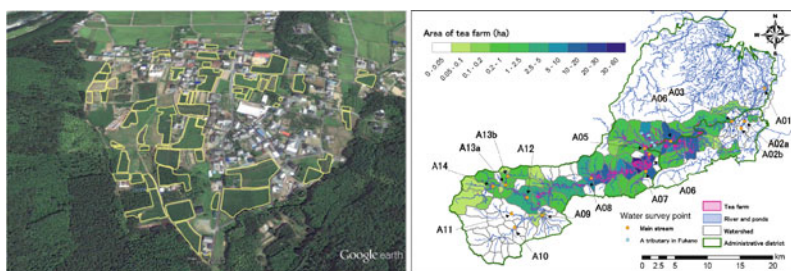 Google earth
Area of tea farm (ha)
0 - 0.05
0.05 - 0.1
0.1 - 0.2
0.2 - 1
1 - 2.5
2.5 - 5
5 - 10
10 - 20
20 - 30
30 - 60
N
W
E
S
A03
A06
A01
A05
A02a
A02b
A13b
A12
A13a
A14
A06
A07
A08
A09
A11
A10
Water survey point
Main stream
A tributary in Fukano
Tea farm
River and ponds
Watershed
Administrative district
0 2.5 5 10 15 20
km